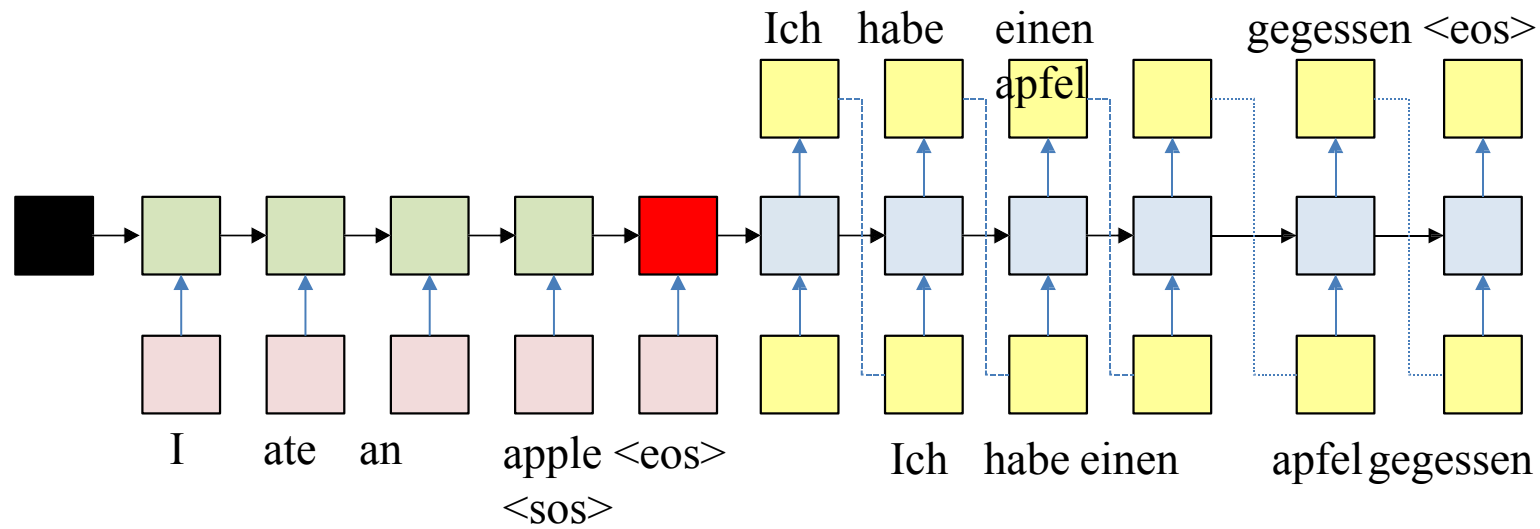 Ich habe einen gegessen <eos>
apfel
I ate an apple <eos> Ich habe einen apfel gegessen
<sos>